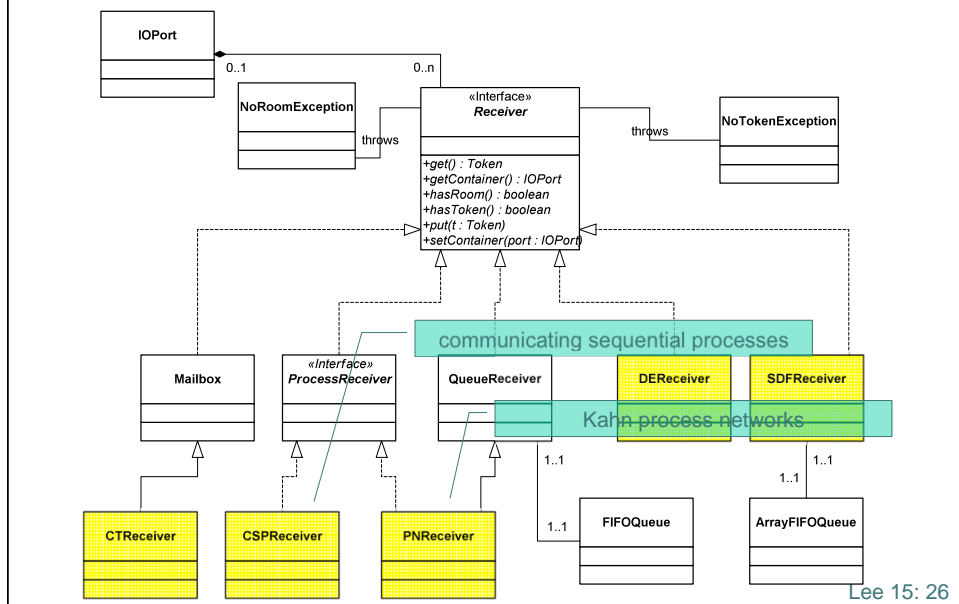 IOPort
0..1
0..n
NoRoomException
throws
«Interface»
Receiver
+get() : Token
+getContainer() : IOPort
+hasRoom() : boolean
+hasToken() : boolean
+put(t : Token)
+setContainer(port : IOPort)
throws
NoTokenException
communicating sequential processes
Mailbox
«Interface»
ProcessReceiver
QueueReceiver
DEReceiver
SDFReceiver
Kahn process networks
1..1
1..1
1..1
1..1
CTReceiver
CSPReceiver
PNReceiver
FIFOQueue
ArrayFIFOQueue
Lee 15: 26